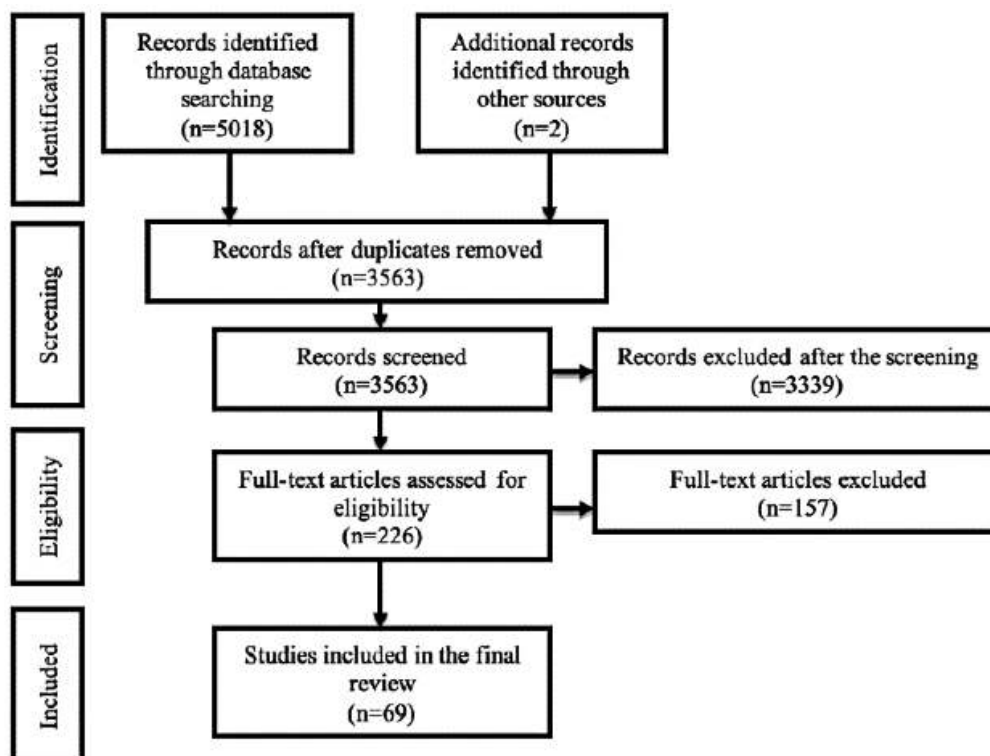 Identification
Records identified
through database
searching
(n=5018)
Additional records
identified through
other sources
(n=2)
Screening
Records after duplicates removed
(n=3563)
Records screened
(n=3563)
Records excluded after the screening
(n=3339)
Eligibility
Full-text articles assessed for
eligibility
(n=226)
Full-text articles excluded
(n=157)
Included
Studies included in the final
review
(n=69)